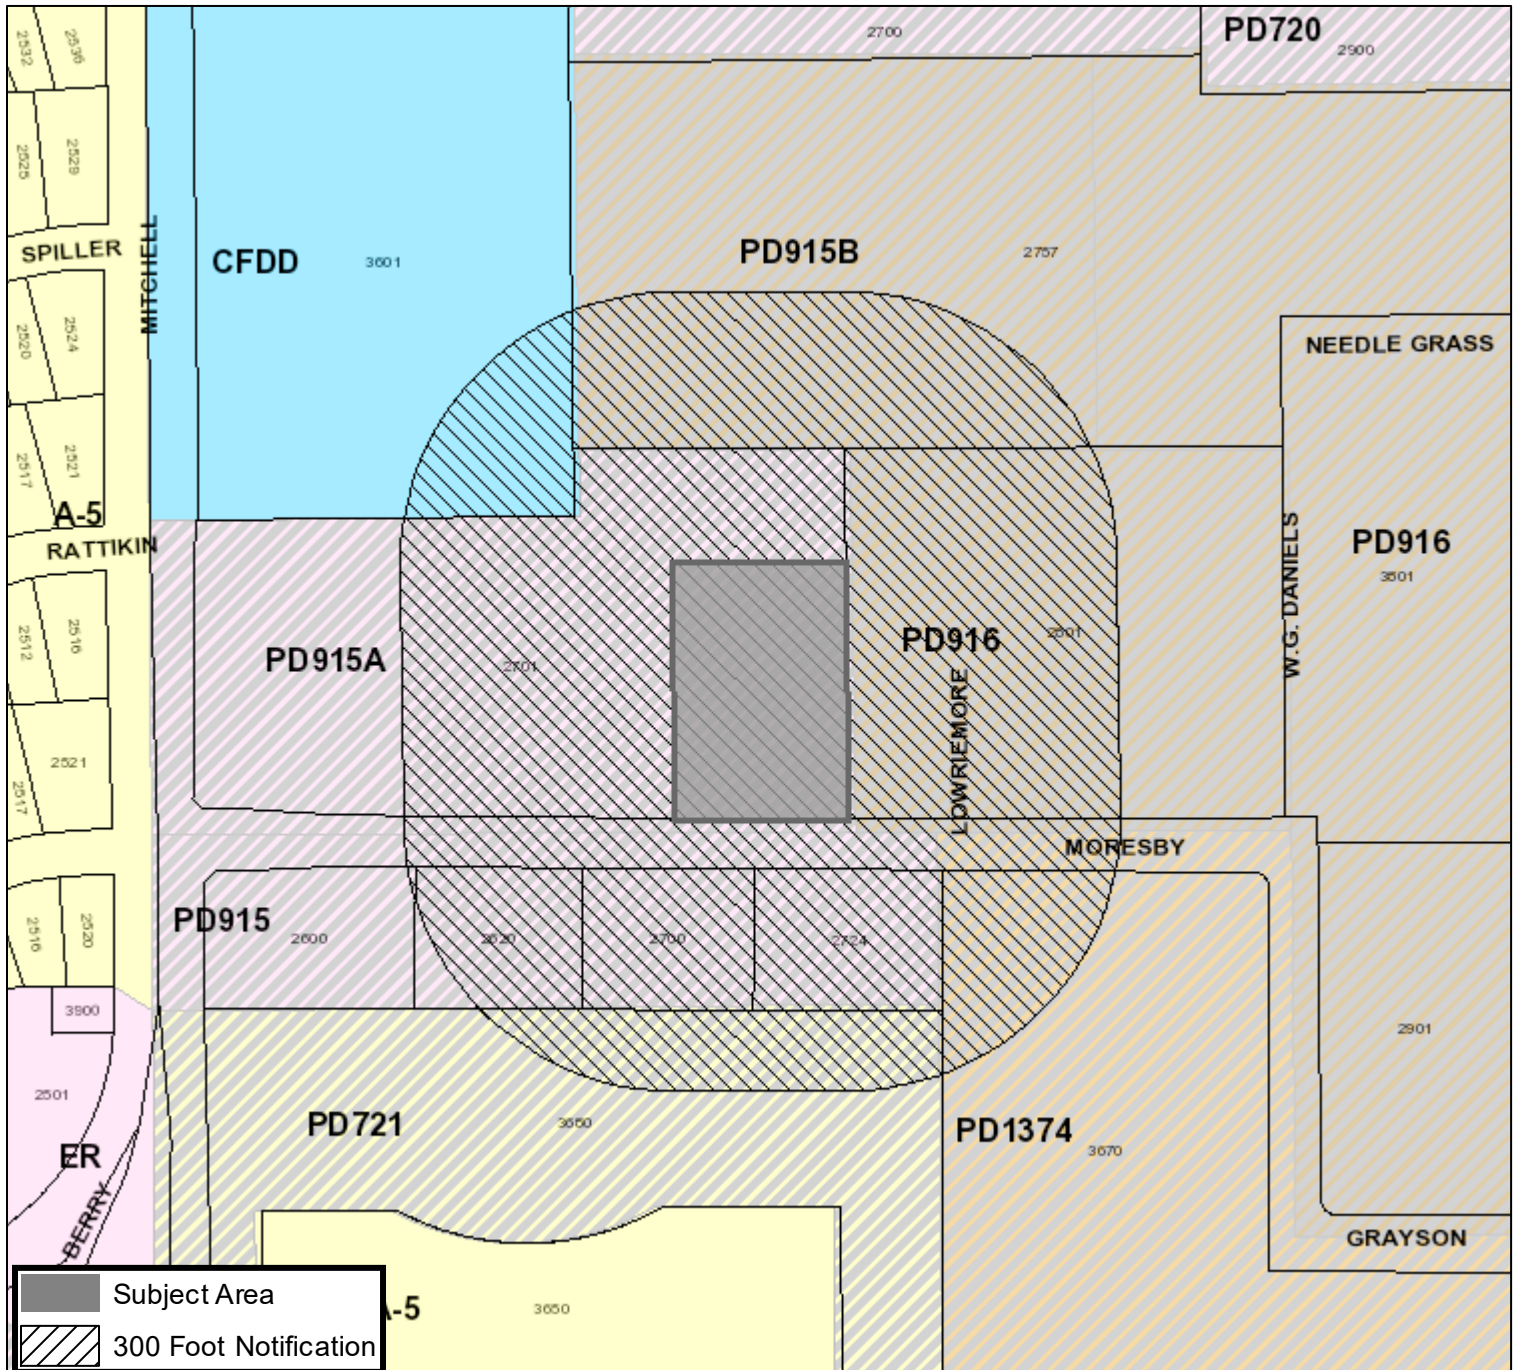 2532
2536
2700
PD720
2900
2525
2529
SPILLER
MITCHELL
CFDD
3601
PD915B
2757
2520
2524
NEEDLE GRASS
2517
2521
A-5
RATTIKIN
W.G. DANIELS
PD916
3501
2512
2516
PD915A
2701
PD916
2801
LOWRIEMORE
2521
2517
MORESBY
2516
2520
PD915
2600
2620
2700
2724
3900
2501
ER
BERRY
PD721
3650
PD1374
3670
2901
GRAYSON
Subject Area
A-5
3650
300 Foot Notification